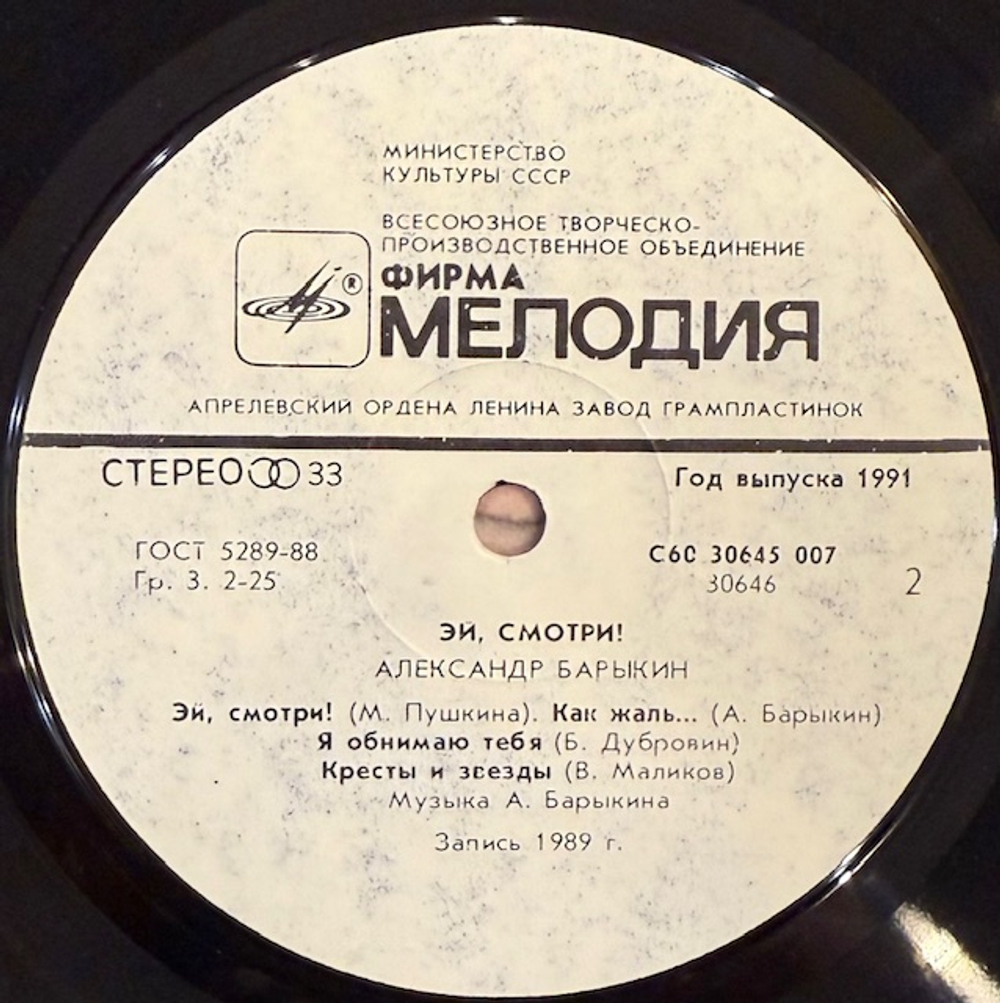 МИНИСТЕРСТВО
КУЛЬТУРЫ СССР
ВСЕСОЮЗНОЕ ТВОРЧЕСКО-
ПРОИЗВОДСТВЕННОЕ ОБЪЕДИНЕНИЕ
®
ФИРМА
МЕЛОДИЯ
АПРЕЛЕВСКИЙ ОРДЕНА ЛЕНИНА ЗАВОД ГРАМПЛАСТИНОК
СТЕРЕО 33
Год выпуска 1991
ГОСТ 5289-88
Гр. 3. 2-25
С60 30645 007
30646
2
ЭЙ, СМОТРИ!
АЛЕКСАНДР БАРЫКИН
Эй, смотри! (М. Пушкина). Как жаль... (А. Барыкин)
Я обнимаю тебя (Б. Дубровин)
Кресты и звезды (В. Маликов)
Музыка А. Барыкина
Запись 1989 г.